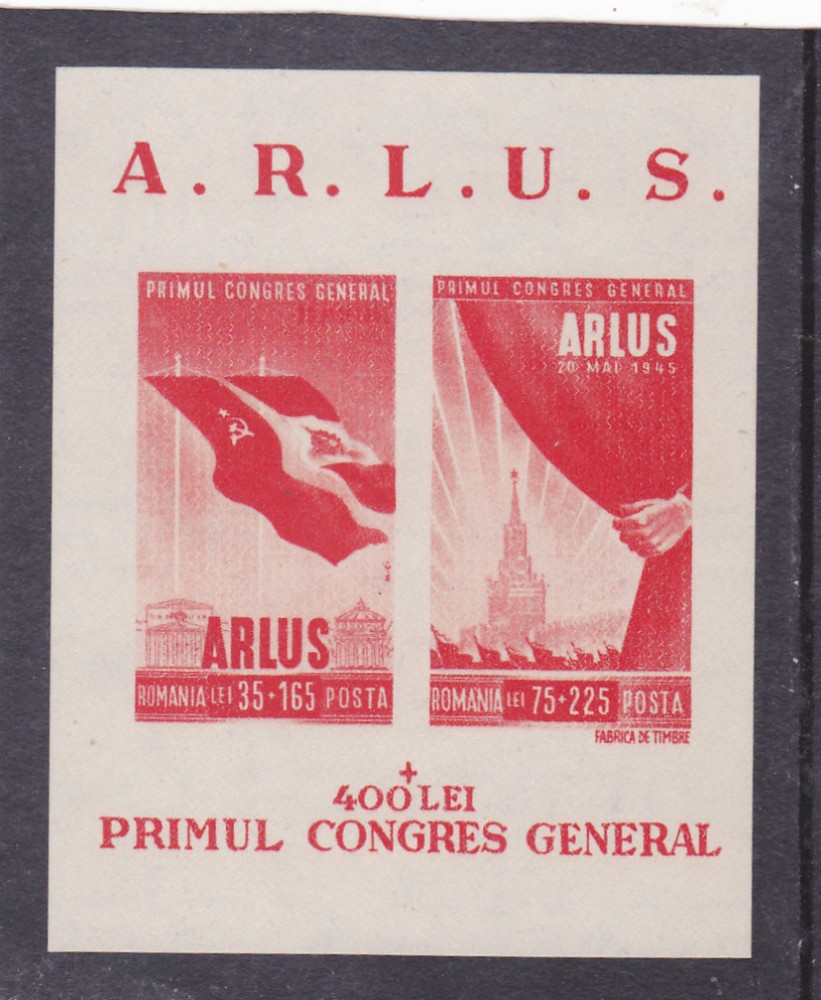 A. R. L. U. S.
PRIMUL CONGRES GENERAL
ARLUS
ROMANIA LEI 35+165 POSTA
PRIMUL CONGRES GENERAL
ARLUS
20 MAI 1945
ROMANIA LEI 75+225 POSTA
FABRICA DE TIMBRE
+
400 LEI
PRIMUL CONGRES GENERAL